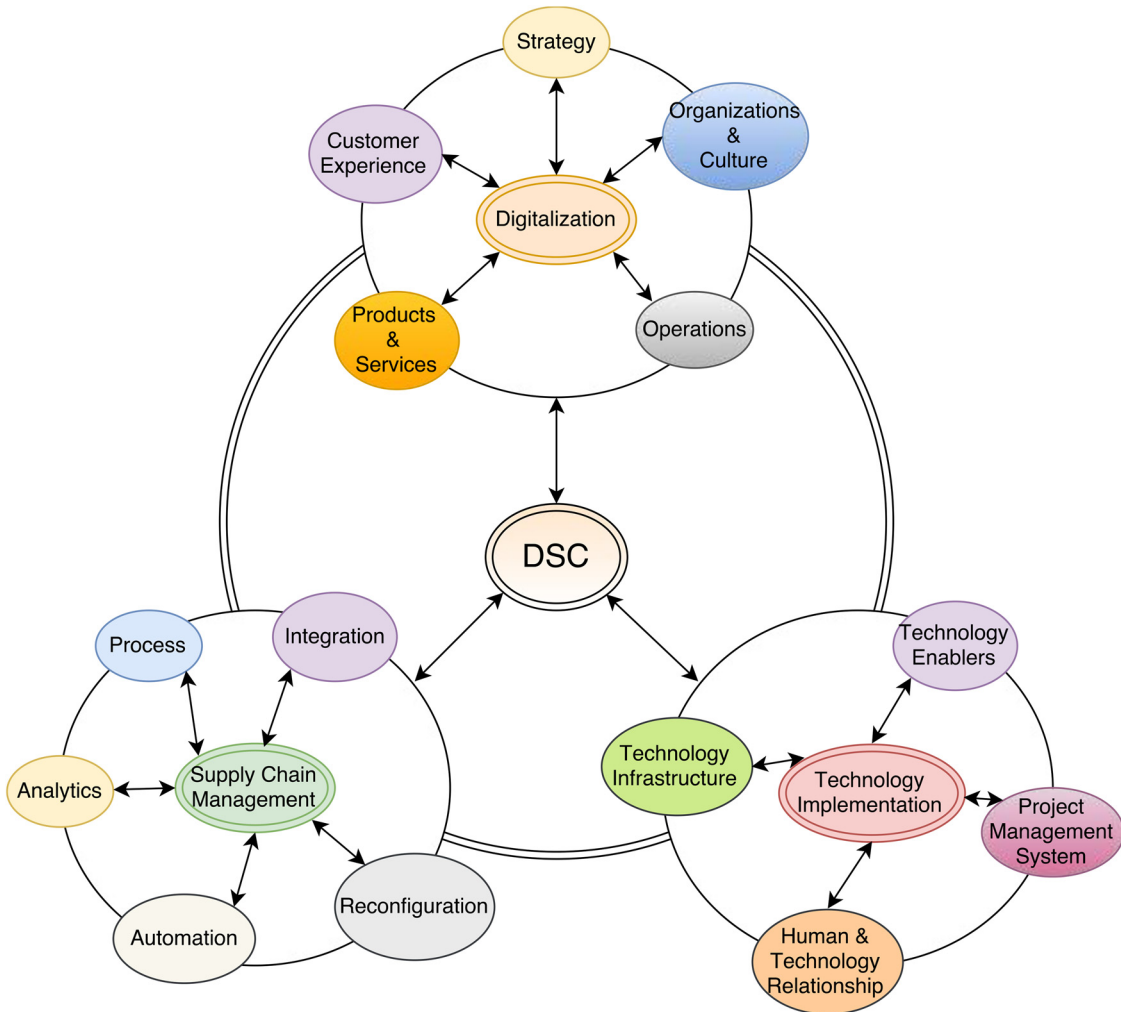 Strategy
Organizations
&
Culture
Customer
Experience
Digitalization
Products
&
Services
Operations
DSC
Process
Integration
Analytics
Supply Chain
Management
Automation
Reconfiguration
Technology
Enablers
Technology
Infrastructure
Technology
Implementation
Project
Management
System
Human &
Technology
Relationship